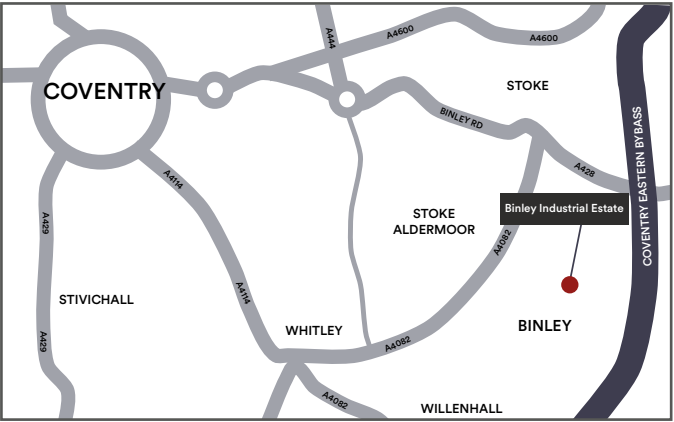 A444
A4600
A4600
STOKE
COVENTRY
BINLEY RD
COVENTRY EASTERN BYBASS
A428
A4114
Binley Industrial Estate
STOKE
ALDERMOOR
A429
A4082
A4114
STIVICHALL
BINLEY
WHITLEY
A429
A4082
A4082
WILLENHALL